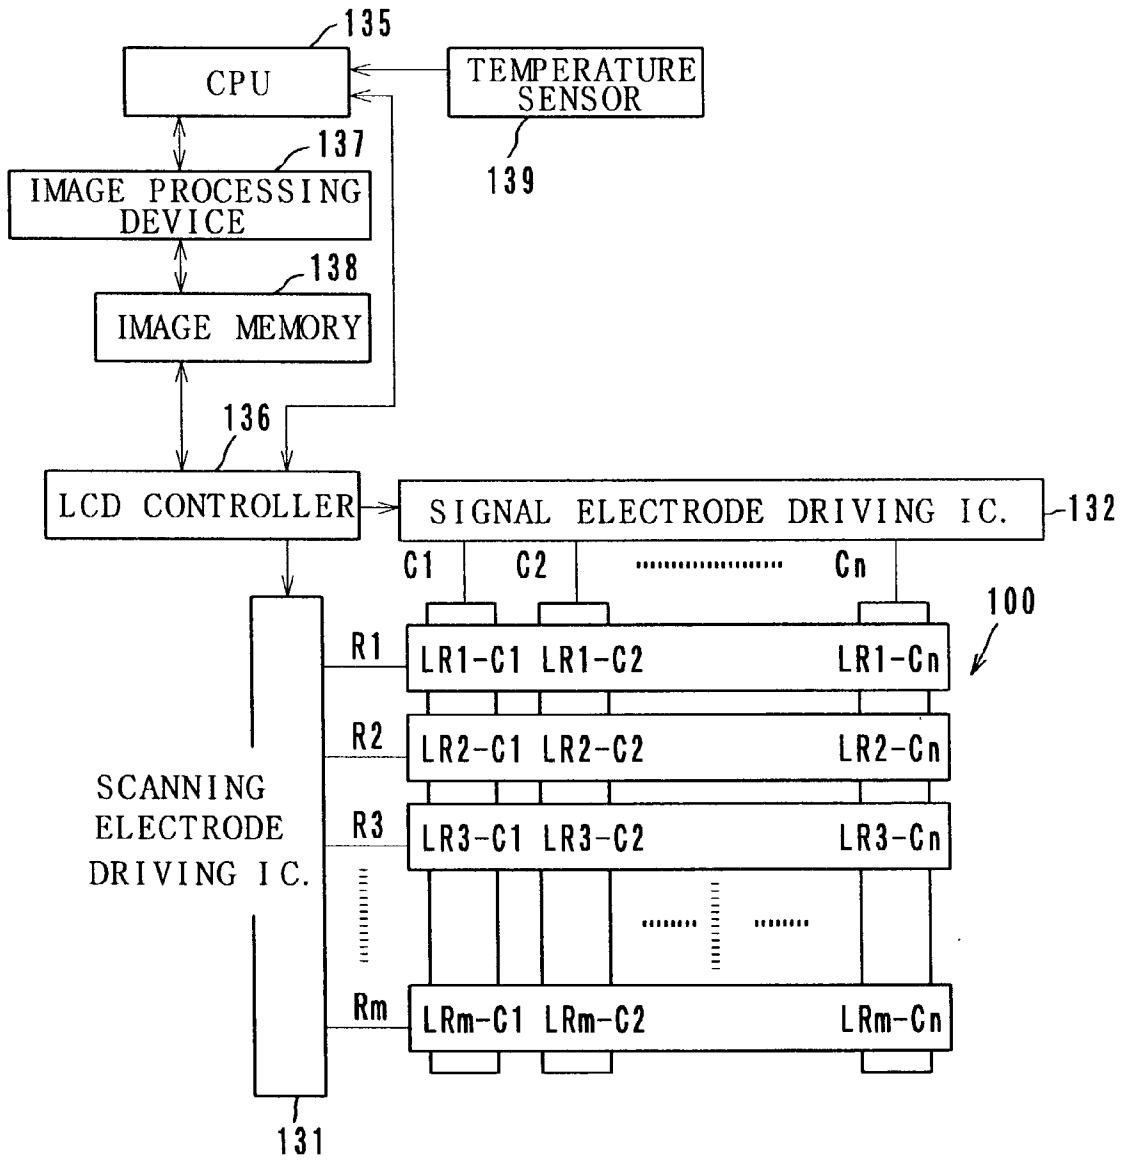 135
CPU
TEMPERATURE
SENSOR
139
137
IMAGE PROCESSING
DEVICE
138
IMAGE MEMORY
136
LCD CONTROLLER
SIGNAL ELECTRODE DRIVING IC.
132
C1 C2 Cn
100
R1
LR1-C1 LR1-C2 LR1-Cn
R2
LR2-C1 LR2-C2 LR2-Cn
SCANNING
ELECTRODE
DRIVING IC.
R3
LR3-C1 LR3-C2 LR3-Cn
Rm
LRm-C1 LRm-C2 LRm-Cn
131